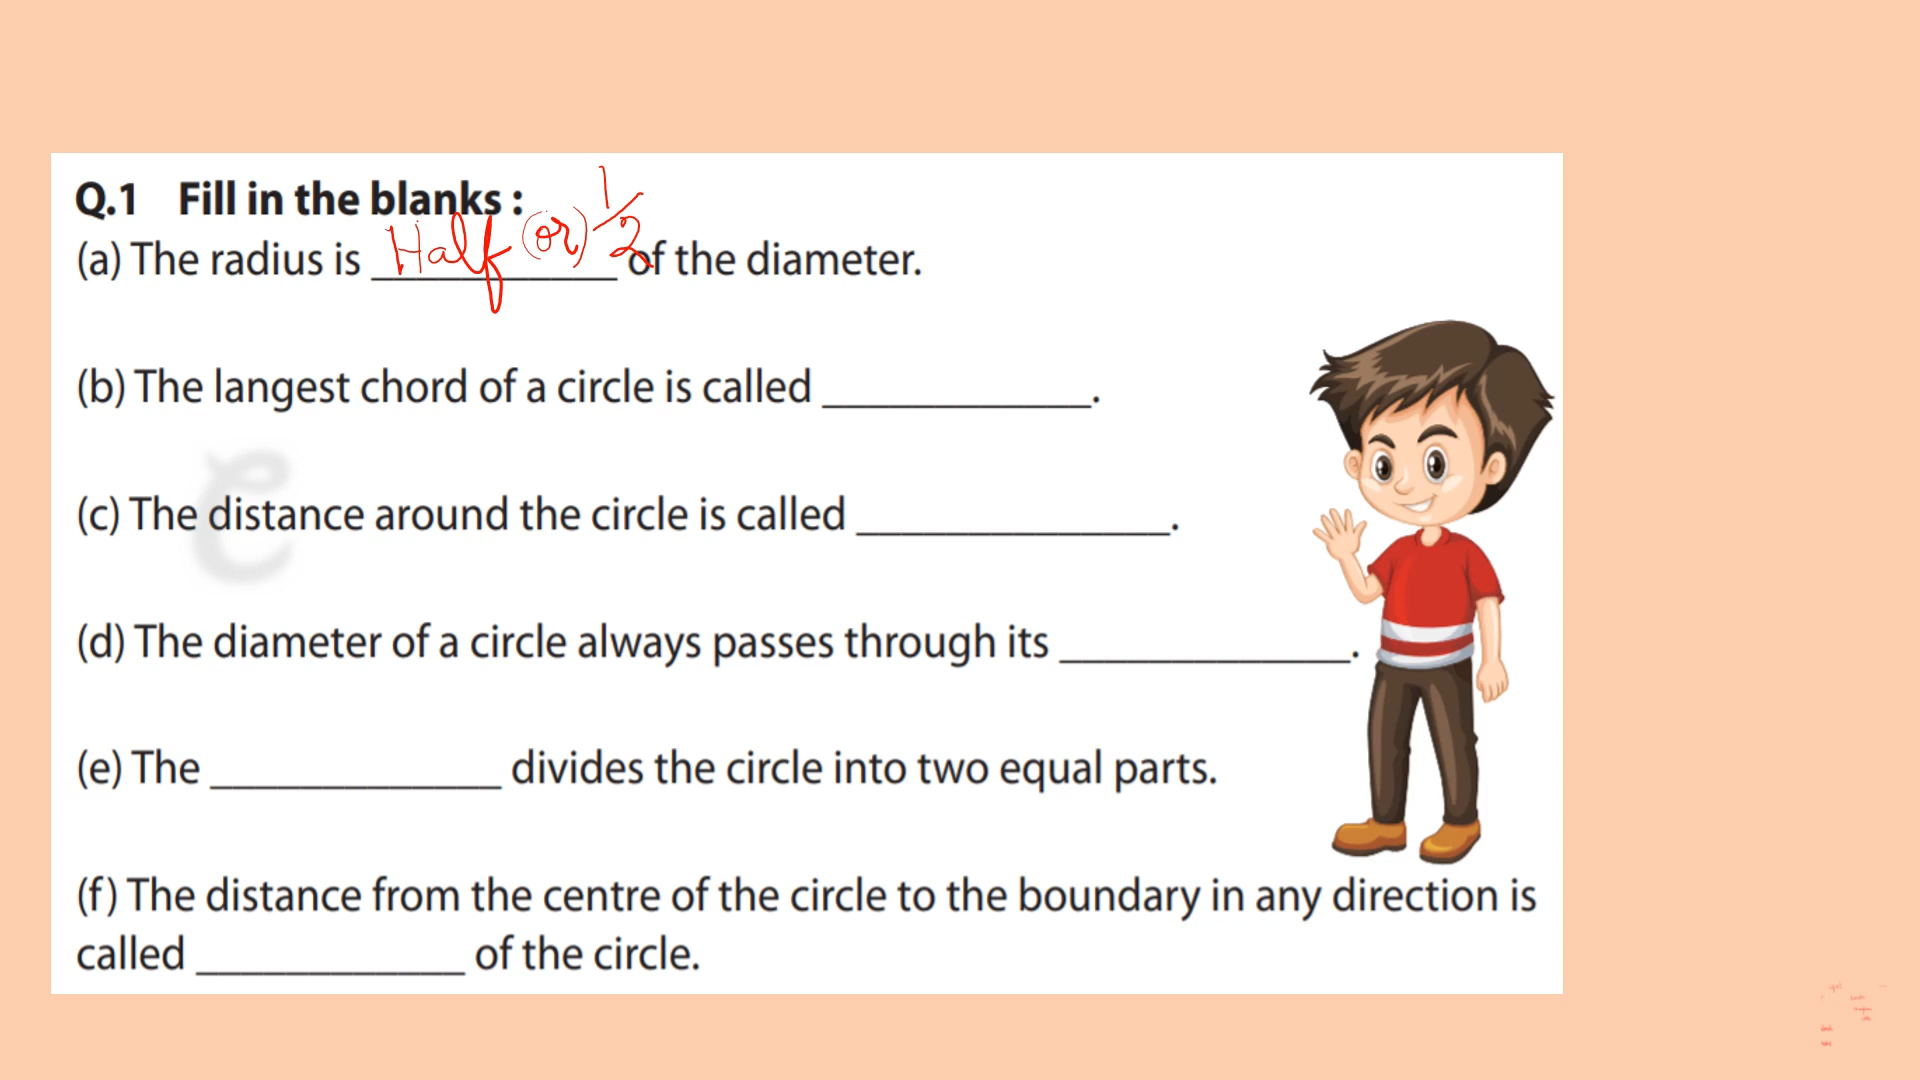 Q.1 Fill in the blanks :
(a) The radius is Half (or) 1/2 of the diameter.
(b) The langest chord of a circle is called ____________.
(c) The distance around the circle is called ______________.
(d) The diameter of a circle always passes through its _____________.
(e) The _____________ divides the circle into two equal parts.
(f) The distance from the centre of the circle to the boundary in any direction is
called ____________ of the circle.